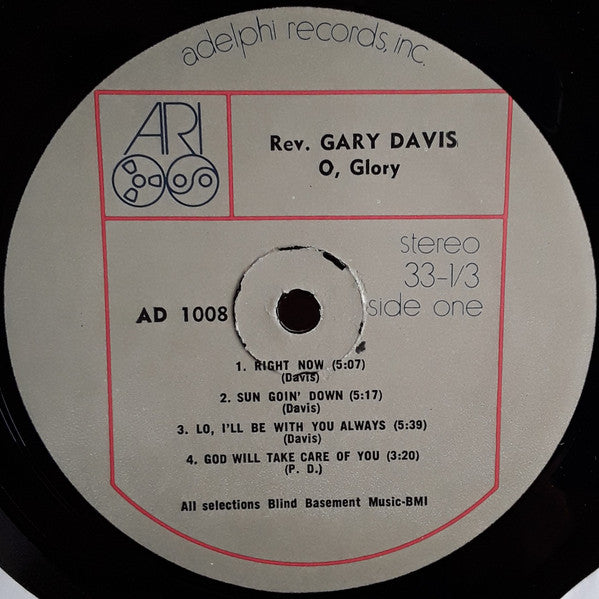 adelphi records, inc.
ARI
Rev. GARY DAVIS
O, Glory
stereo
33-1/3
side one
AD 1008
1. RIGHT NOW (5:07)
(Davis)
2. SUN GOIN' DOWN (5:17)
(Davis)
3. LO, I'LL BE WITH YOU ALWAYS (5:39)
(Davis)
4. GOD WILL TAKE CARE OF YOU (3:20)
(P. D.)
All selections Blind Basement Music-BMI